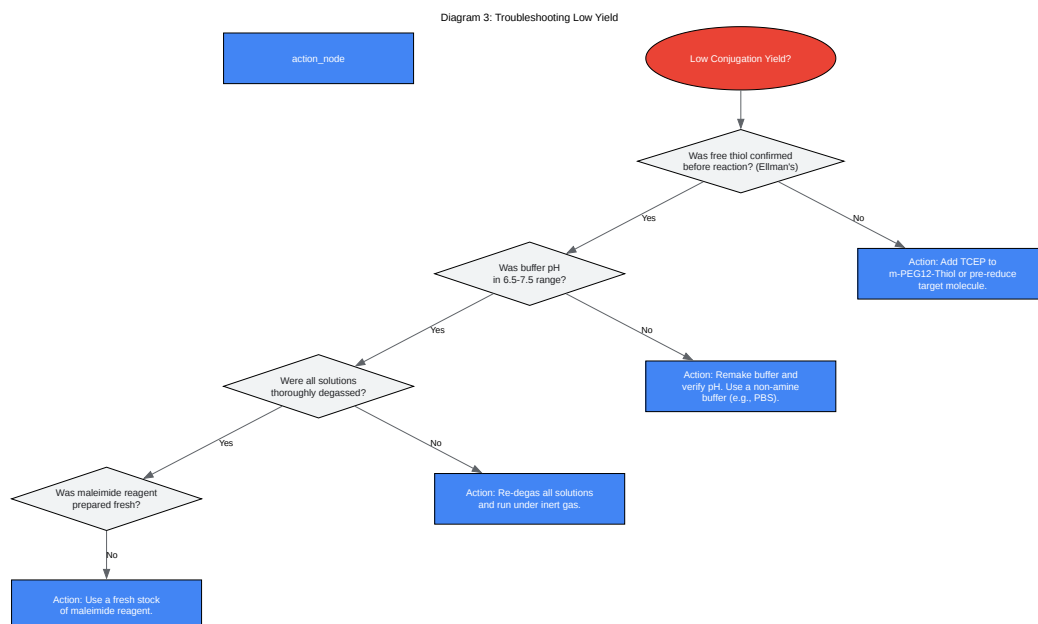 Diagram 3: Troubleshooting Low Yield
action_node
Low Conjugation Yield?
Was free thiol confirmed
before reaction? (Ellman's)
Yes
No
Was buffer pH
in 6.5-7.5 range?
Action: Add TCEP to
m-PEG12-Thiol or pre-reduce
target molecule.
Yes
No
Were all solutions
thoroughly degassed?
Action: Remake buffer and
verify pH. Use a non-amine
buffer (e.g., PBS).
Yes
No
Was maleimide reagent
prepared fresh?
Action: Re-degas all solutions
and run under inert gas.
No
Action: Use a fresh stock
of maleimide reagent.